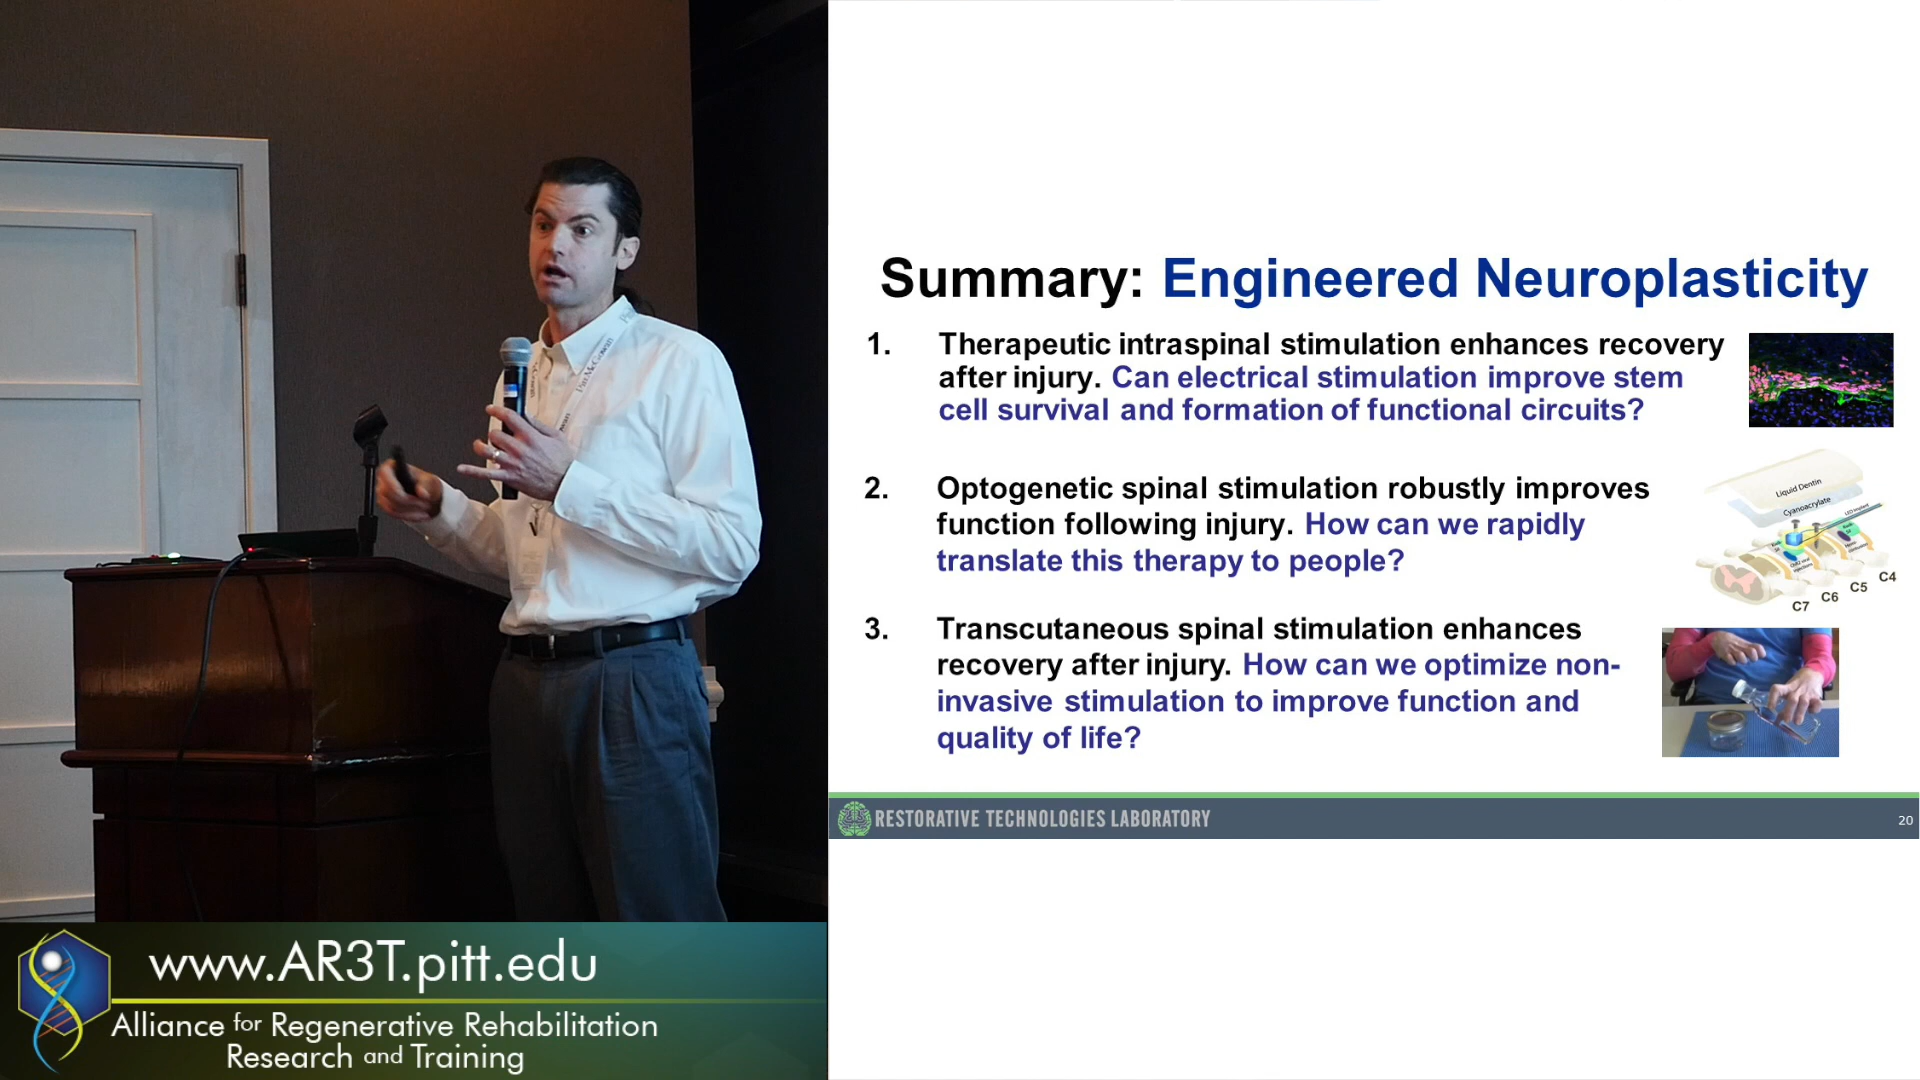 Summary: Engineered Neuroplasticity
1. Therapeutic intraspinal stimulation enhances recovery
after injury. Can electrical stimulation improve stem
cell survival and formation of functional circuits?
2. Optogenetic spinal stimulation robustly improves
function following injury. How can we rapidly
translate this therapy to people?
3. Transcutaneous spinal stimulation enhances
recovery after injury. How can we optimize non-
invasive stimulation to improve function and
quality of life?
Liquid Dentin
Cyanoacrylate
LED Implant
C7 C6 C5 C4
RESTORATIVE TECHNOLOGIES LABORATORY
20
www.AR3T.pitt.edu
Alliance for Regenerative Rehabilitation
Research and Training